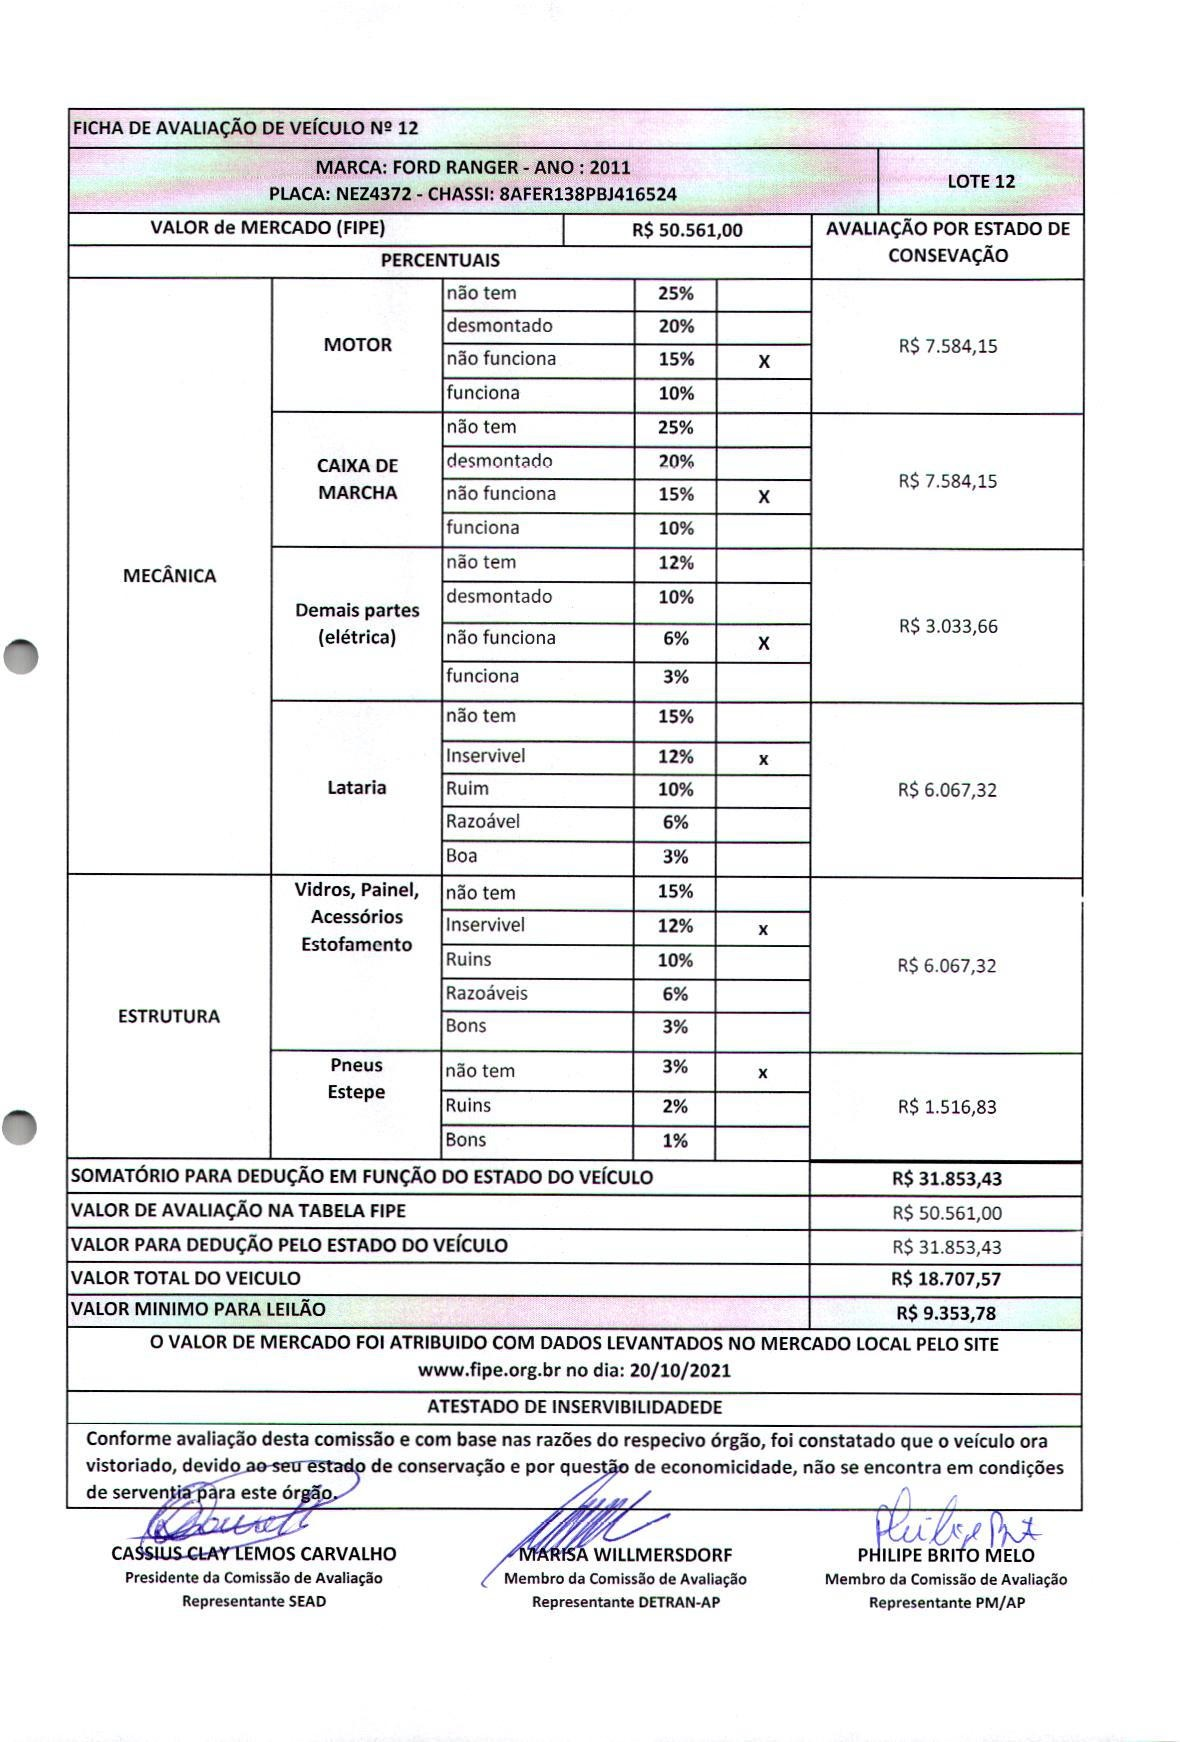 FICHA DE AVALIAÇÃO DE VEÍCULO Nº 12
MARCA: FORD RANGER - ANO : 2011
PLACA: NEZ4372 - CHASSI: 8AFER138PBJ416524
LOTE 12
VALOR de MERCADO (FIPE)
R$ 50.561,00
AVALIAÇÃO POR ESTADO DE
CONSEVAÇÃO
PERCENTUAIS
MECÂNICA
MOTOR
não tem 25%
desmontado 20%
não funciona 15% X
funciona 10%
R$ 7.584,15
CAIXA DE
MARCHA
não tem 25%
desmontado 20%
não funciona 15% X
funciona 10%
R$ 7.584,15
Demais partes
(elétrica)
não tem 12%
desmontado 10%
não funciona 6% X
funciona 3%
R$ 3.033,66
Lataria
não tem 15%
Inservivel 12% x
Ruim 10%
Razoável 6%
Boa 3%
R$ 6.067,32
ESTRUTURA
Vidros, Painel,
Acessórios
Estofamento
não tem 15%
Inservivel 12% x
Ruins 10%
Razoáveis 6%
Bons 3%
R$ 6.067,32
Pneus
Estepe
não tem 3% x
Ruins 2%
Bons 1%
R$ 1.516,83
SOMATÓRIO PARA DEDUÇÃO EM FUNÇÃO DO ESTADO DO VEÍCULO R$ 31.853,43
VALOR DE AVALIAÇÃO NA TABELA FIPE R$ 50.561,00
VALOR PARA DEDUÇÃO PELO ESTADO DO VEÍCULO R$ 31.853,43
VALOR TOTAL DO VEICULO R$ 18.707,57
VALOR MINIMO PARA LEILÃO R$ 9.353,78
O VALOR DE MERCADO FOI ATRIBUIDO COM DADOS LEVANTADOS NO MERCADO LOCAL PELO SITE
www.fipe.org.br no dia: 20/10/2021
ATESTADO DE INSERVIBILIDADEDE
Conforme avaliação desta comissão e com base nas razões do respecivo órgão, foi constatado que o veículo ora
vistoriado, devido ao seu estado de conservação e por questão de economicidade, não se encontra em condições
de serventia para este órgão.
CASSIUS CLAY LEMOS CARVALHO
Presidente da Comissão de Avaliação
Representante SEAD
MARISA WILLMERSDORF
Membro da Comissão de Avaliação
Representante DETRAN-AP
PHILIPE BRITO MELO
Membro da Comissão de Avaliação
Representante PM/AP